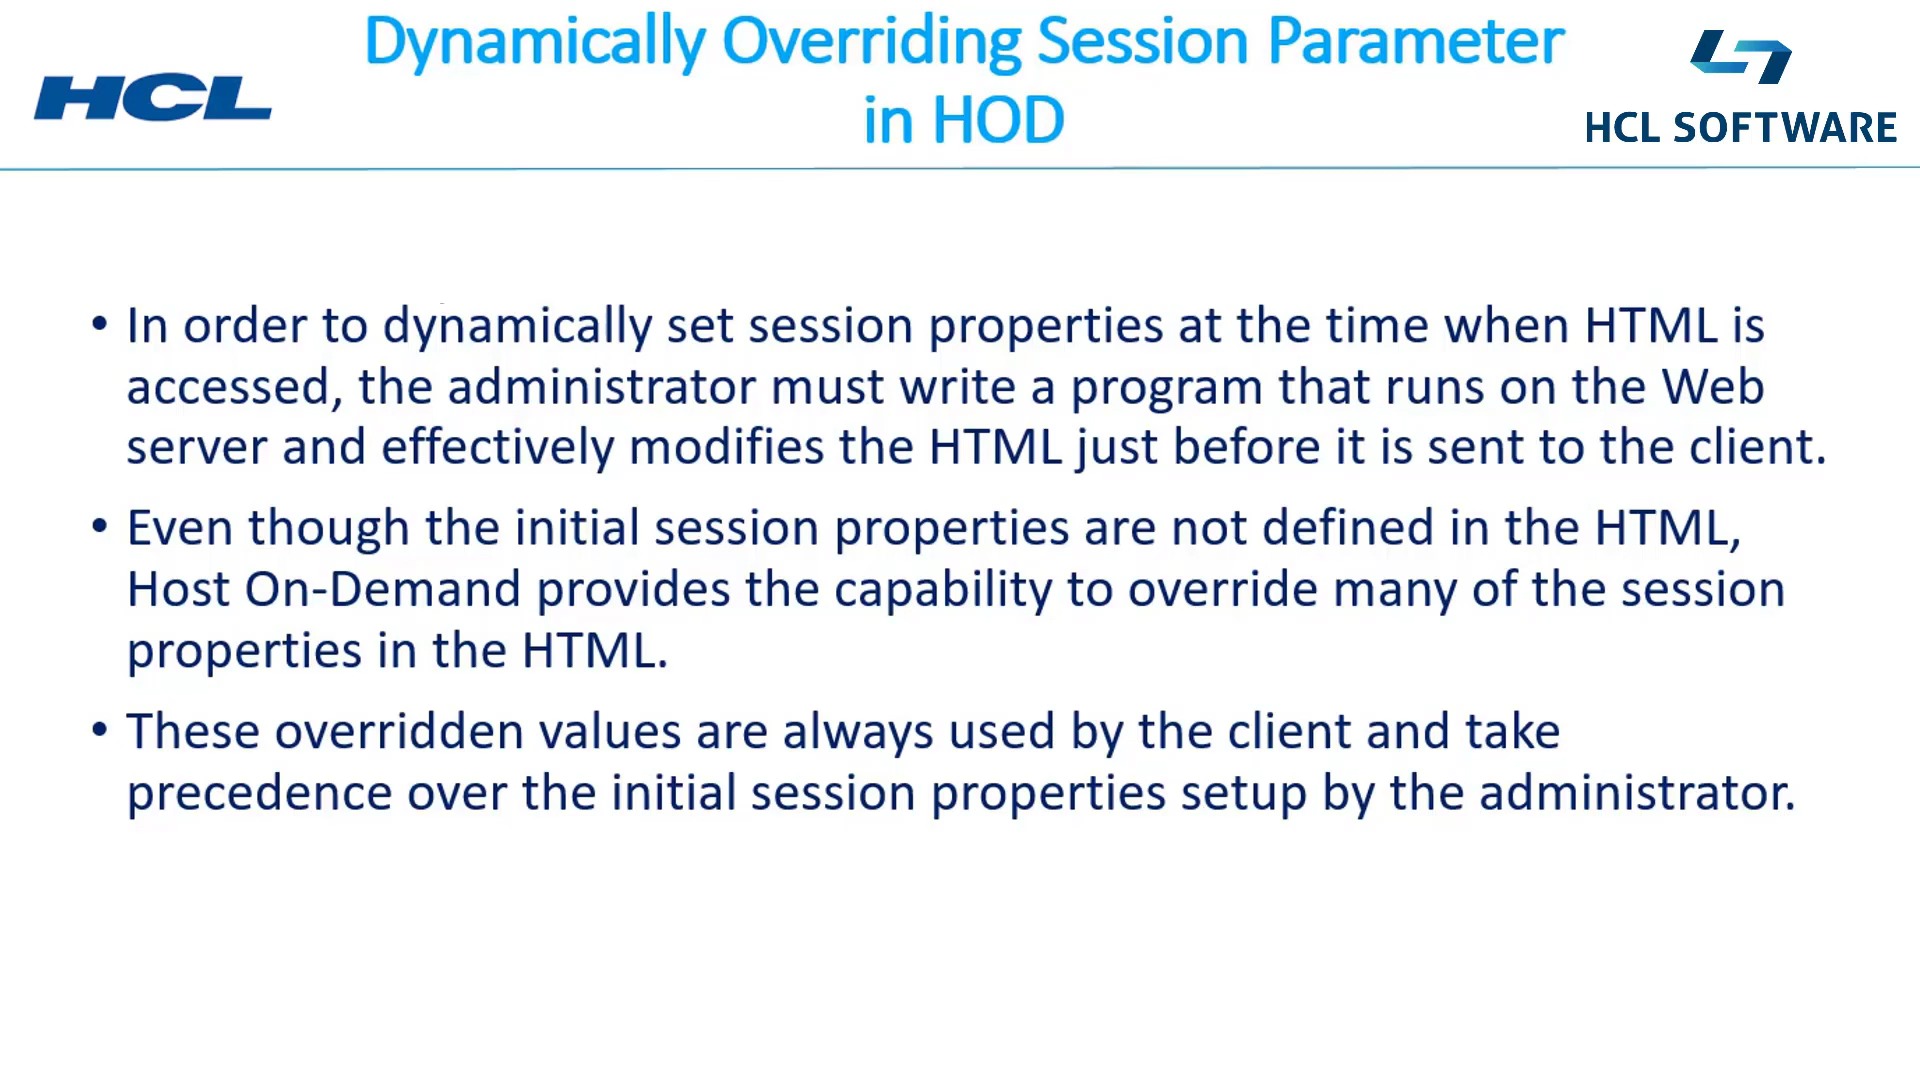 Dynamically Overriding Session Parameter
in HOD
HCL
HCL SOFTWARE
• In order to dynamically set session properties at the time when HTML is
accessed, the administrator must write a program that runs on the Web
server and effectively modifies the HTML just before it is sent to the client.
• Even though the initial session properties are not defined in the HTML,
Host On-Demand provides the capability to override many of the session
properties in the HTML.
• These overridden values are always used by the client and take
precedence over the initial session properties setup by the administrator.